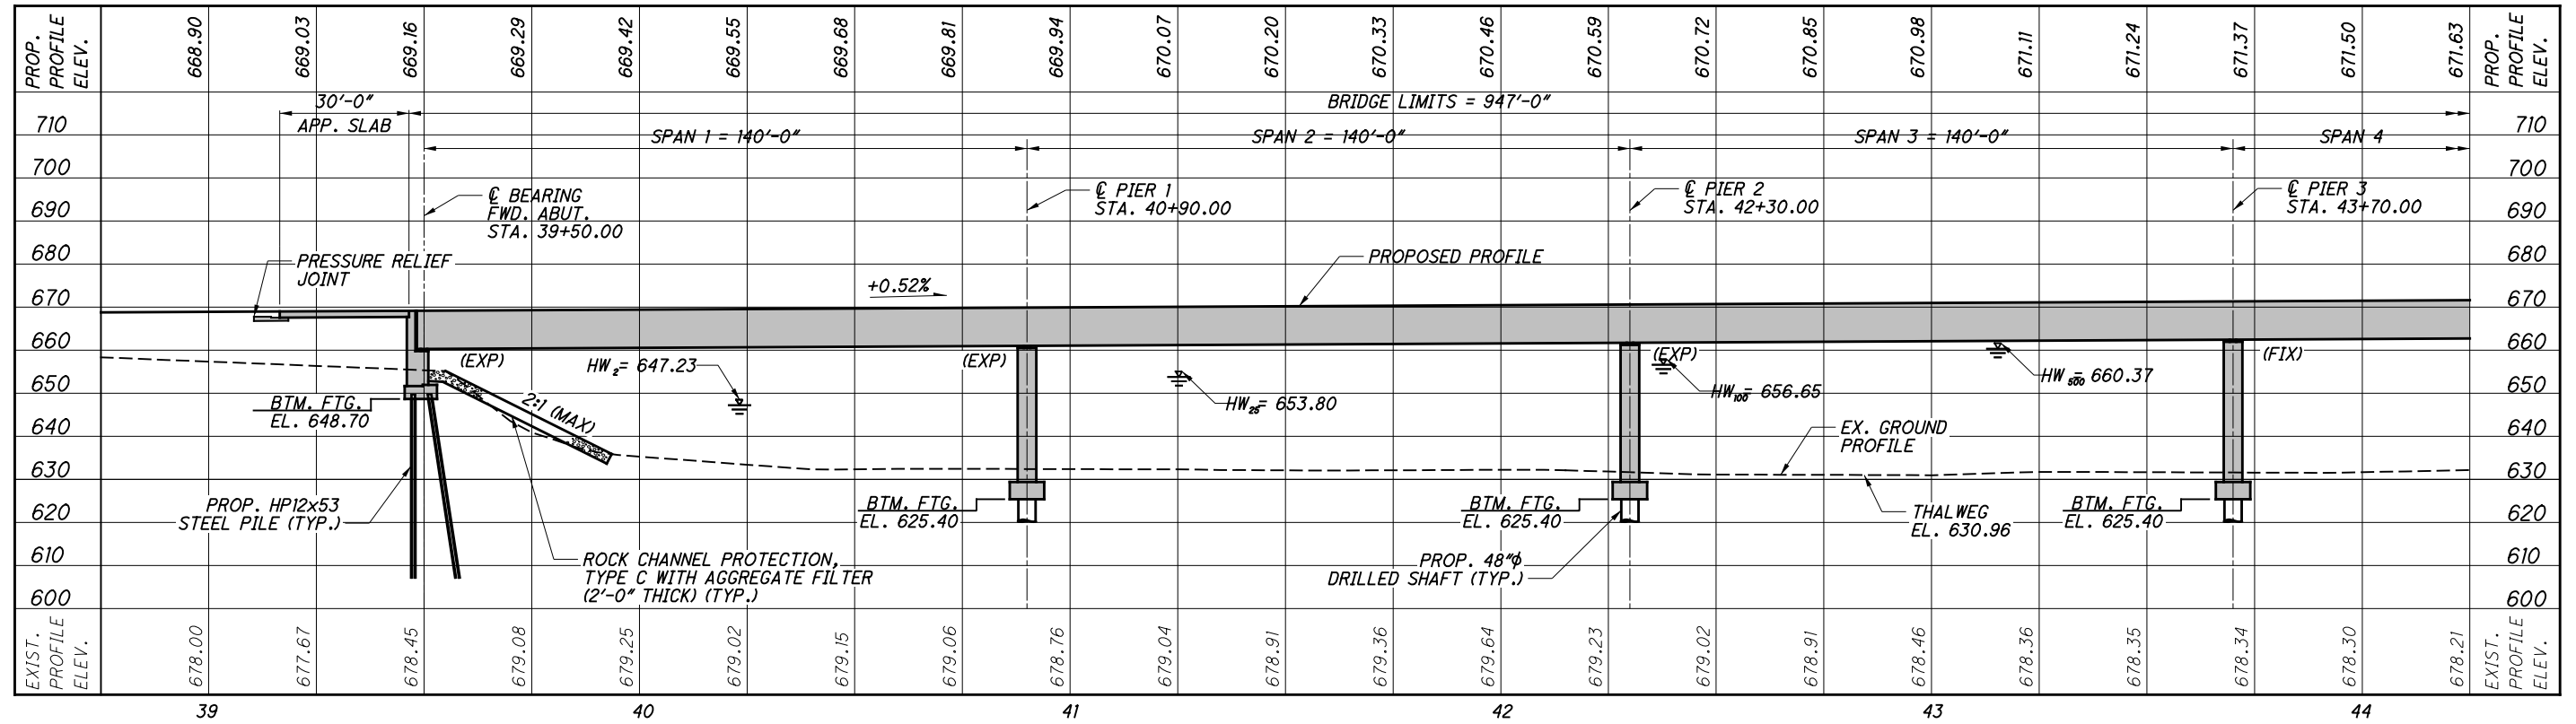 PROP.
PROFILE
ELEV.
668.90
669.03
669.16
669.29
669.42
669.55
669.68
669.81
669.94
670.07
670.20
670.33
670.46
670.59
670.72
670.85
670.98
671.11
671.24
671.37
671.50
671.63
PROP.
PROFILE
ELEV.
30'-0"
APP. SLAB
BRIDGE LIMITS = 947'-0"
SPAN 1 = 140'-0"
SPAN 2 = 140'-0"
SPAN 3 = 140'-0"
SPAN 4
710
700
690
680
670
660
650
640
630
620
610
600
710
700
690
680
670
660
650
640
630
620
610
600
℄ BEARING
FWD. ABUT.
STA. 39+50.00
℄ PIER 1
STA. 40+90.00
℄ PIER 2
STA. 42+30.00
℄ PIER 3
STA. 43+70.00
PRESSURE RELIEF
JOINT
+0.52%
PROPOSED PROFILE
(EXP)
(EXP)
(EXP)
(FIX)
HW₂= 647.23
HW₂₅= 653.80
HW₁₀₀= 656.65
HW₅₀₀= 660.37
BTM. FTG.
EL. 648.70
2:1 (MAX)
EX. GROUND
PROFILE
PROP. HP12x53
STEEL PILE (TYP.)
BTM. FTG.
EL. 625.40
BTM. FTG.
EL. 625.40
BTM. FTG.
EL. 625.40
THALWEG
EL. 630.96
ROCK CHANNEL PROTECTION,
TYPE C WITH AGGREGATE FILTER
(2'-0" THICK) (TYP.)
PROP. 48"ϕ
DRILLED SHAFT (TYP.)
EXIST.
PROFILE
ELEV.
678.00
677.67
678.45
679.08
679.25
679.02
679.15
679.06
678.76
679.04
678.91
679.36
679.64
679.23
679.02
678.91
678.46
678.36
678.35
678.34
678.30
678.21
EXIST.
PROFILE
ELEV.
39
40
41
42
43
44